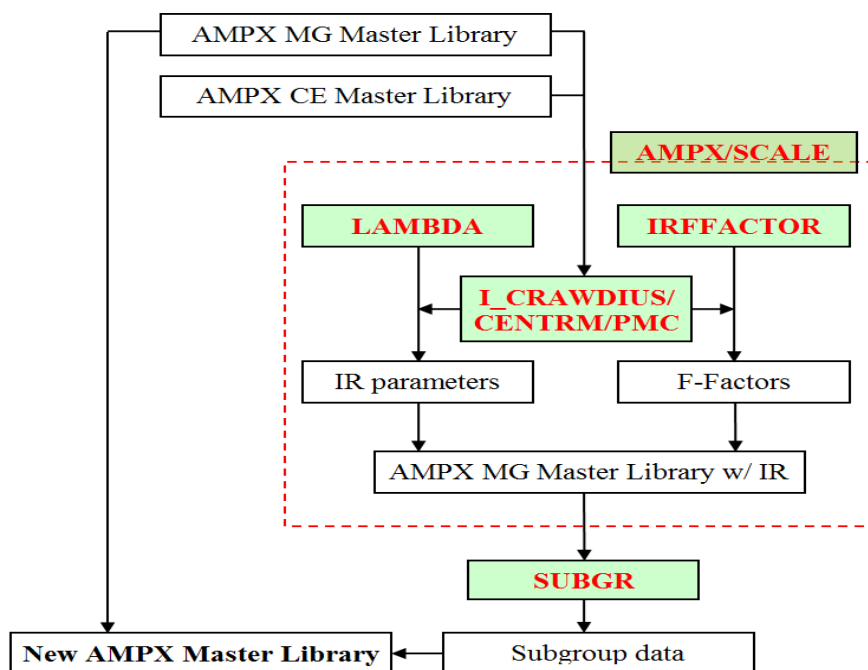 AMPX MG Master Library
AMPX CE Master Library
AMPX/SCALE
LAMBDA
IRFFACTOR
I_CRAWDIUS/
CENTRM/PMC
IR parameters
F-Factors
AMPX MG Master Library w/ IR
SUBGR
New AMPX Master Library
Subgroup data